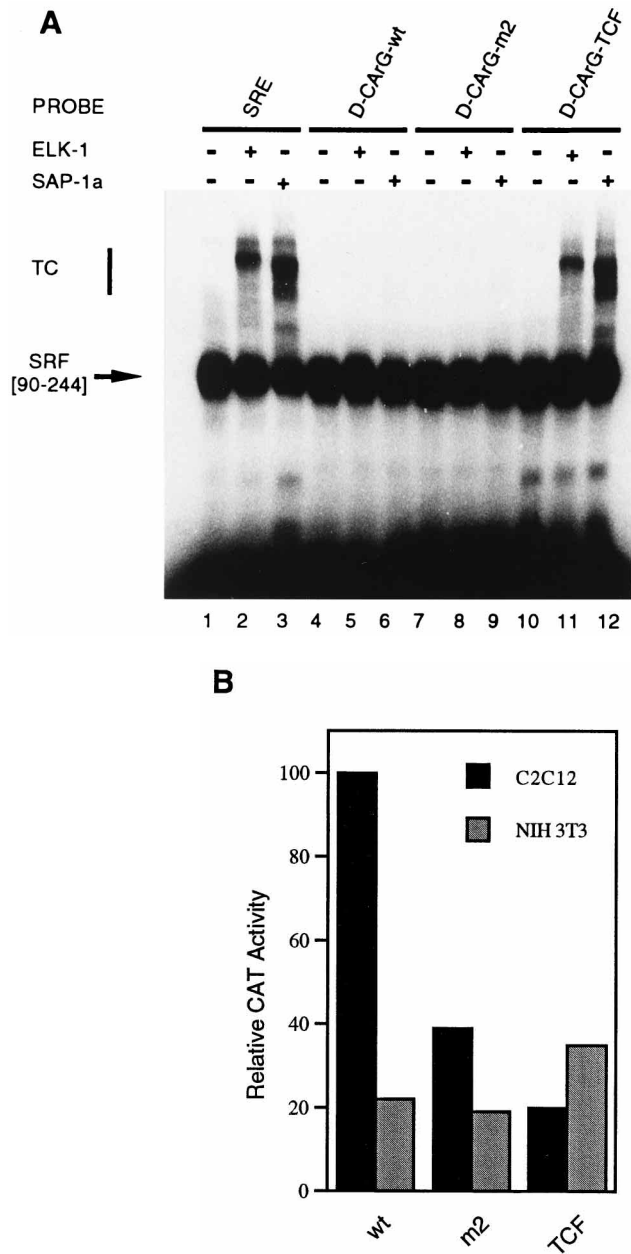 A
PROBE SRE D-CArG-wt D-CArG-m2 D-CArG-TCF
ELK-1 - + - - + - - + - - + -
SAP-1a - - + - - + - - + - - +
TC
SRF
[90-244]
1 2 3 4 5 6 7 8 9 10 11 12
B
Relative CAT Activity
100
80
60
40
20
0
C2C12
NIH 3T3
wt m2 TCF